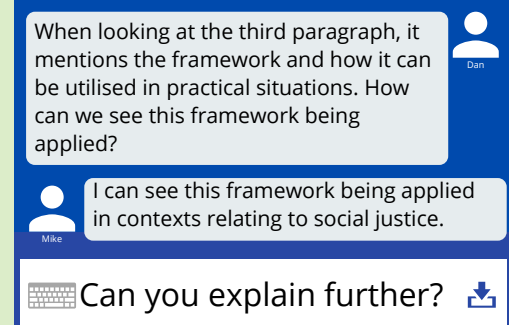 When looking at the third paragraph, it
mentions the framework and how it can
be utilised in practical situations. How
can we see this framework being
applied?
Dan
I can see this framework being applied
in contexts relating to social justice.
Mike
Can you explain further?